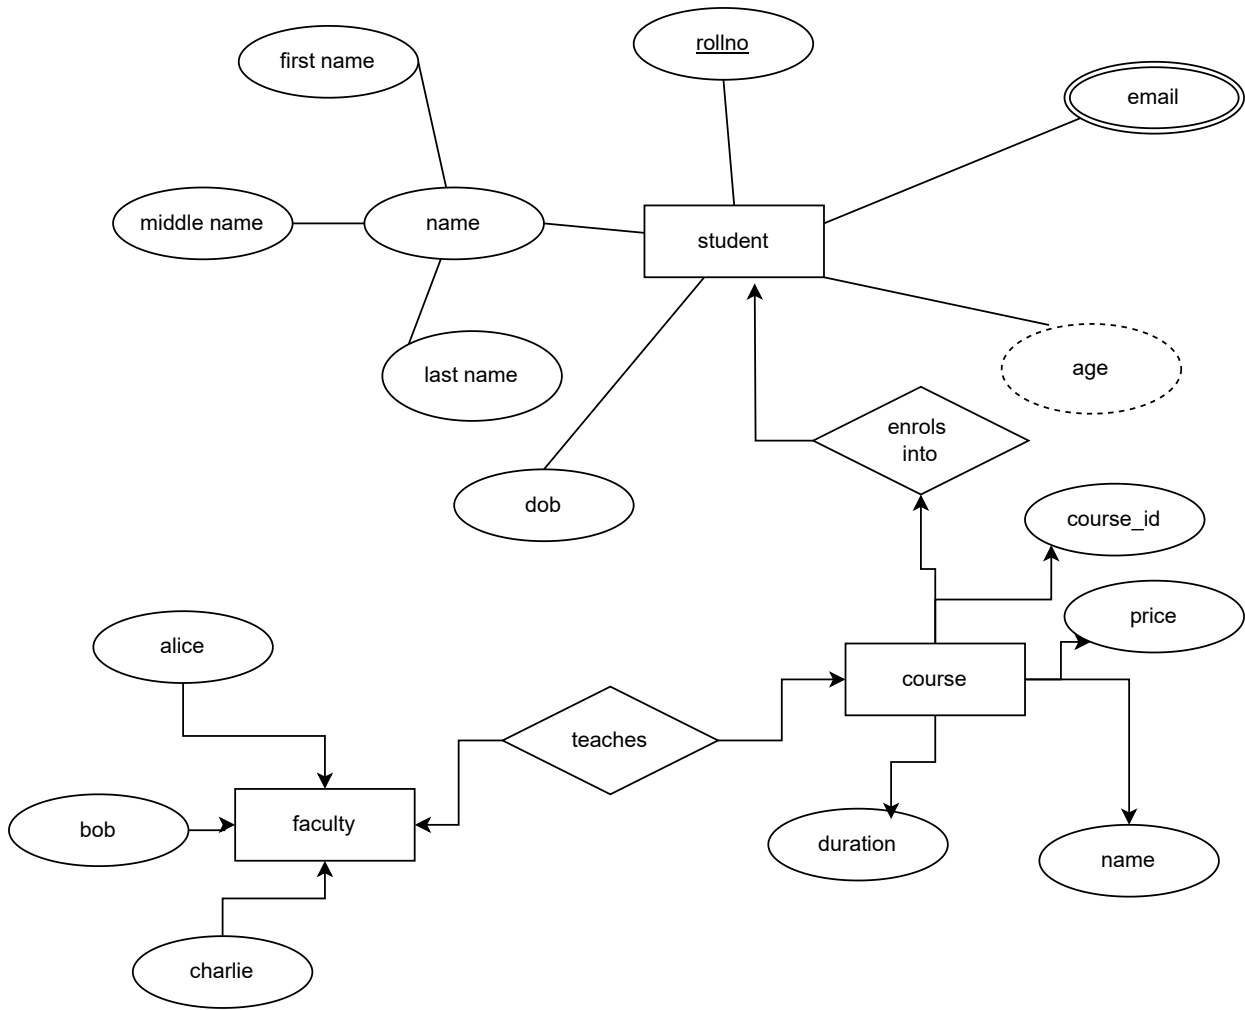 rollno
first name
email
middle name
name
student
age
last name
enrols
into
dob
course_id
price
alice
course
teaches
faculty
bob
duration
name
charlie